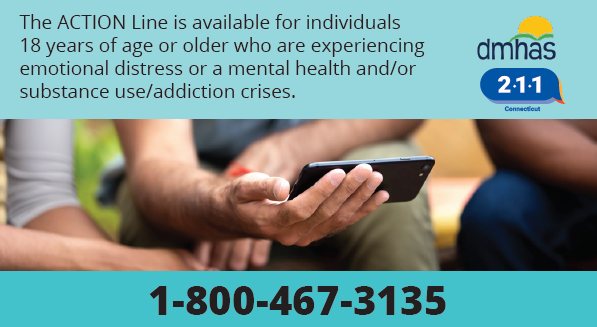 The ACTION Line is available for individuals
18 years of age or older who are experiencing
emotional distress or a mental health and/or
substance use/addiction crises.
dmhas
2·1·1
Connecticut
1-800-467-3135